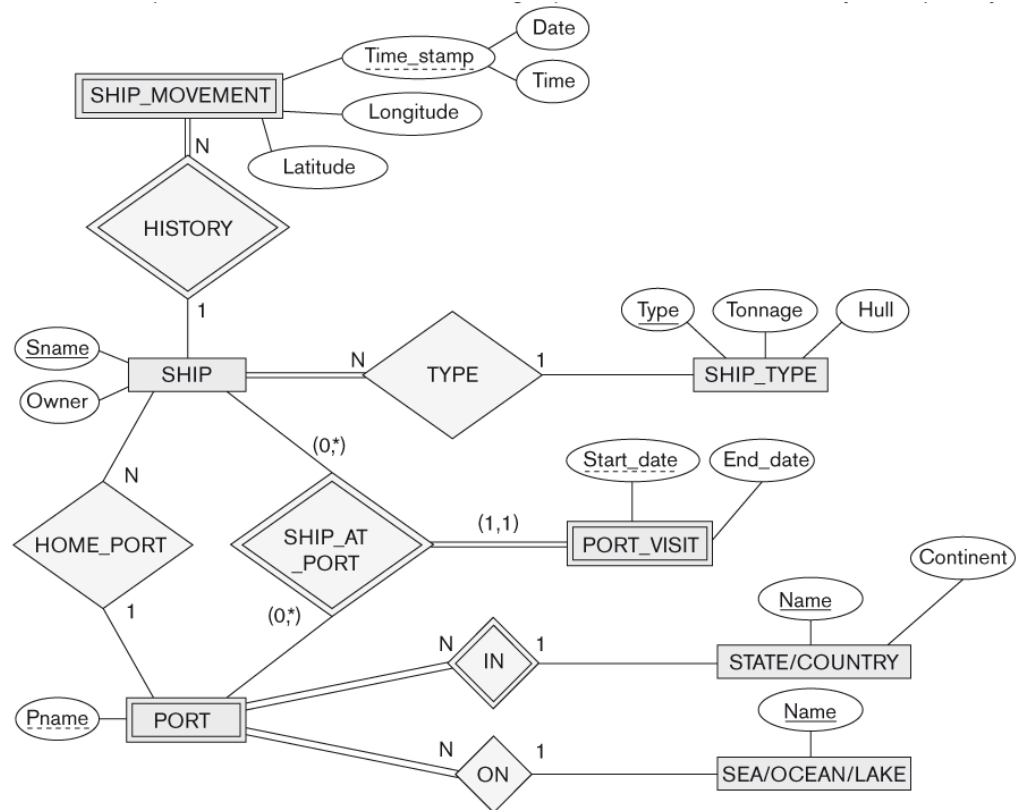 Date
Time_stamp
Time
SHIP_MOVEMENT
Longitude
N
Latitude
HISTORY
1
Type
Tonnage
Hull
Sname
N
1
SHIP
TYPE
SHIP_TYPE
Owner
(0,*)
Start_date
End_date
N
(1,1)
HOME_PORT
SHIP_AT
_PORT
PORT_VISIT
Continent
1
(0,*)
Name
N
1
IN
STATE/COUNTRY
Pname
PORT
Name
N
1
ON
SEA/OCEAN/LAKE